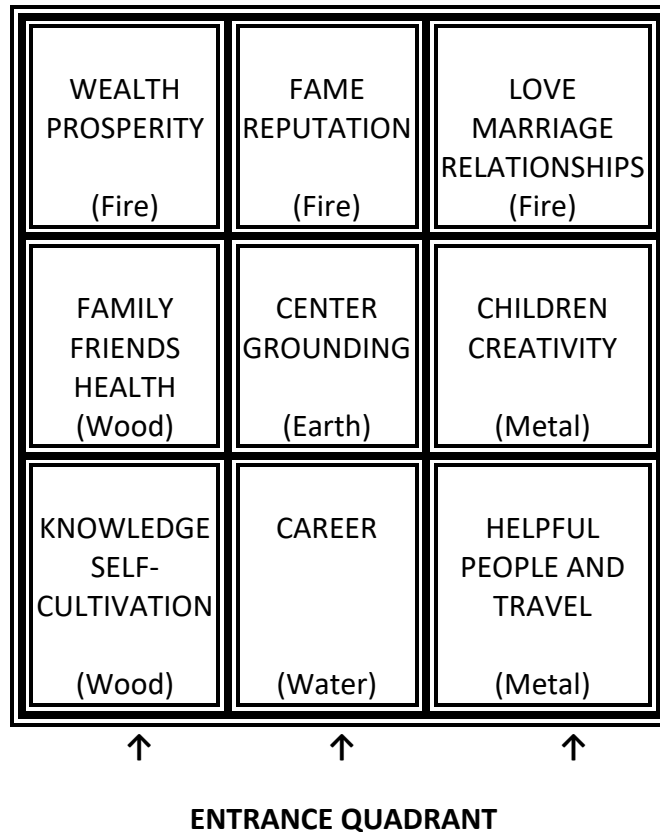 WEALTH
PROSPERITY
(Fire)
FAME
REPUTATION
(Fire)
LOVE
MARRIAGE
RELATIONSHIPS
(Fire)
FAMILY
FRIENDS
HEALTH
(Wood)
CENTER
GROUNDING
(Earth)
CHILDREN
CREATIVITY
(Metal)
KNOWLEDGE
SELF-
CULTIVATION
(Wood)
CAREER
(Water)
HELPFUL
PEOPLE AND
TRAVEL
(Metal)
↑ ↑ ↑
ENTRANCE QUADRANT